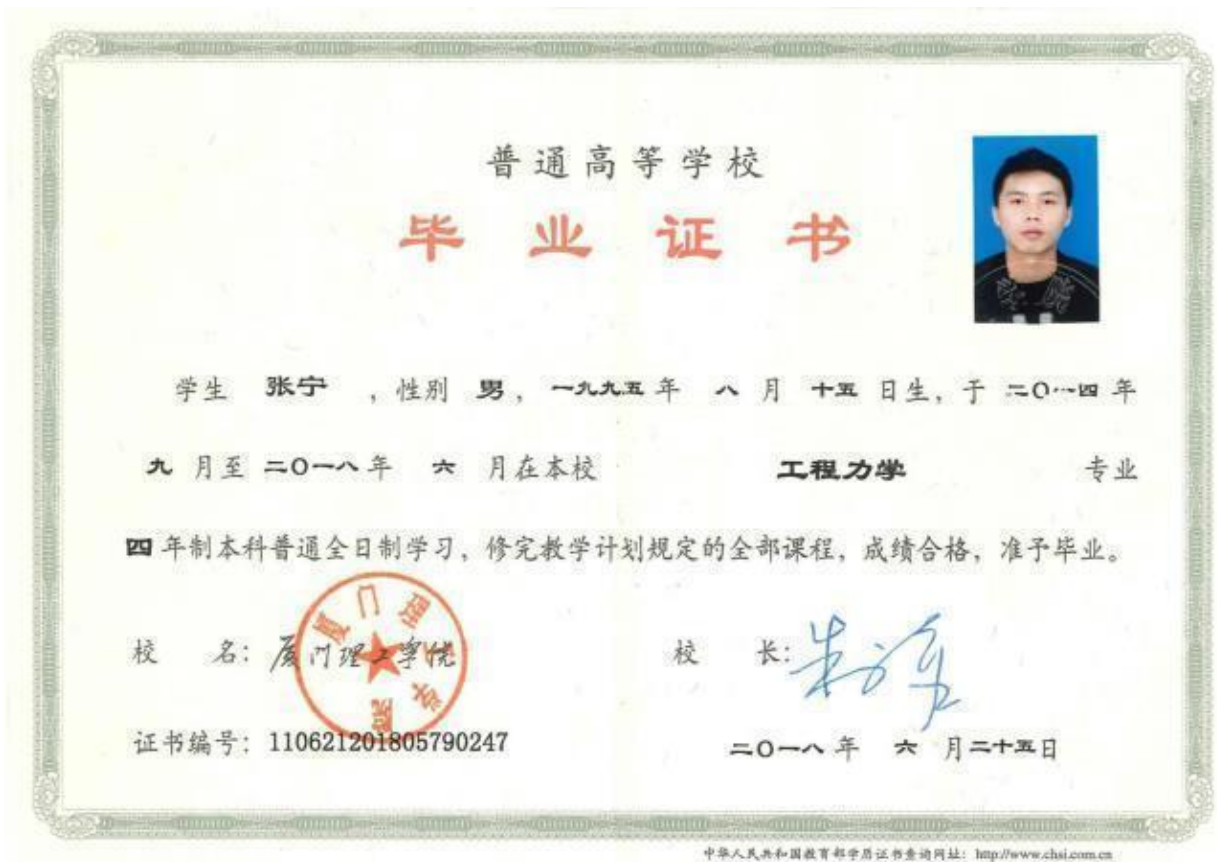 普通高等学校
毕业证书
学生 张宁 ，性别 男，一九九五年 八 月 十五 日生，于 二〇一四年
九 月至 二〇一八年 六 月在本校 工程力学 专业
四年制本科普通全日制学习，修完教学计划规定的全部课程，成绩合格，准予毕业。
校 名：厦门理工学院
校 长：
证书编号：110621201805790247
二〇一八年 六 月二十五日
中华人民共和国教育部学历证书查询网址：http://www.chsi.com.cn